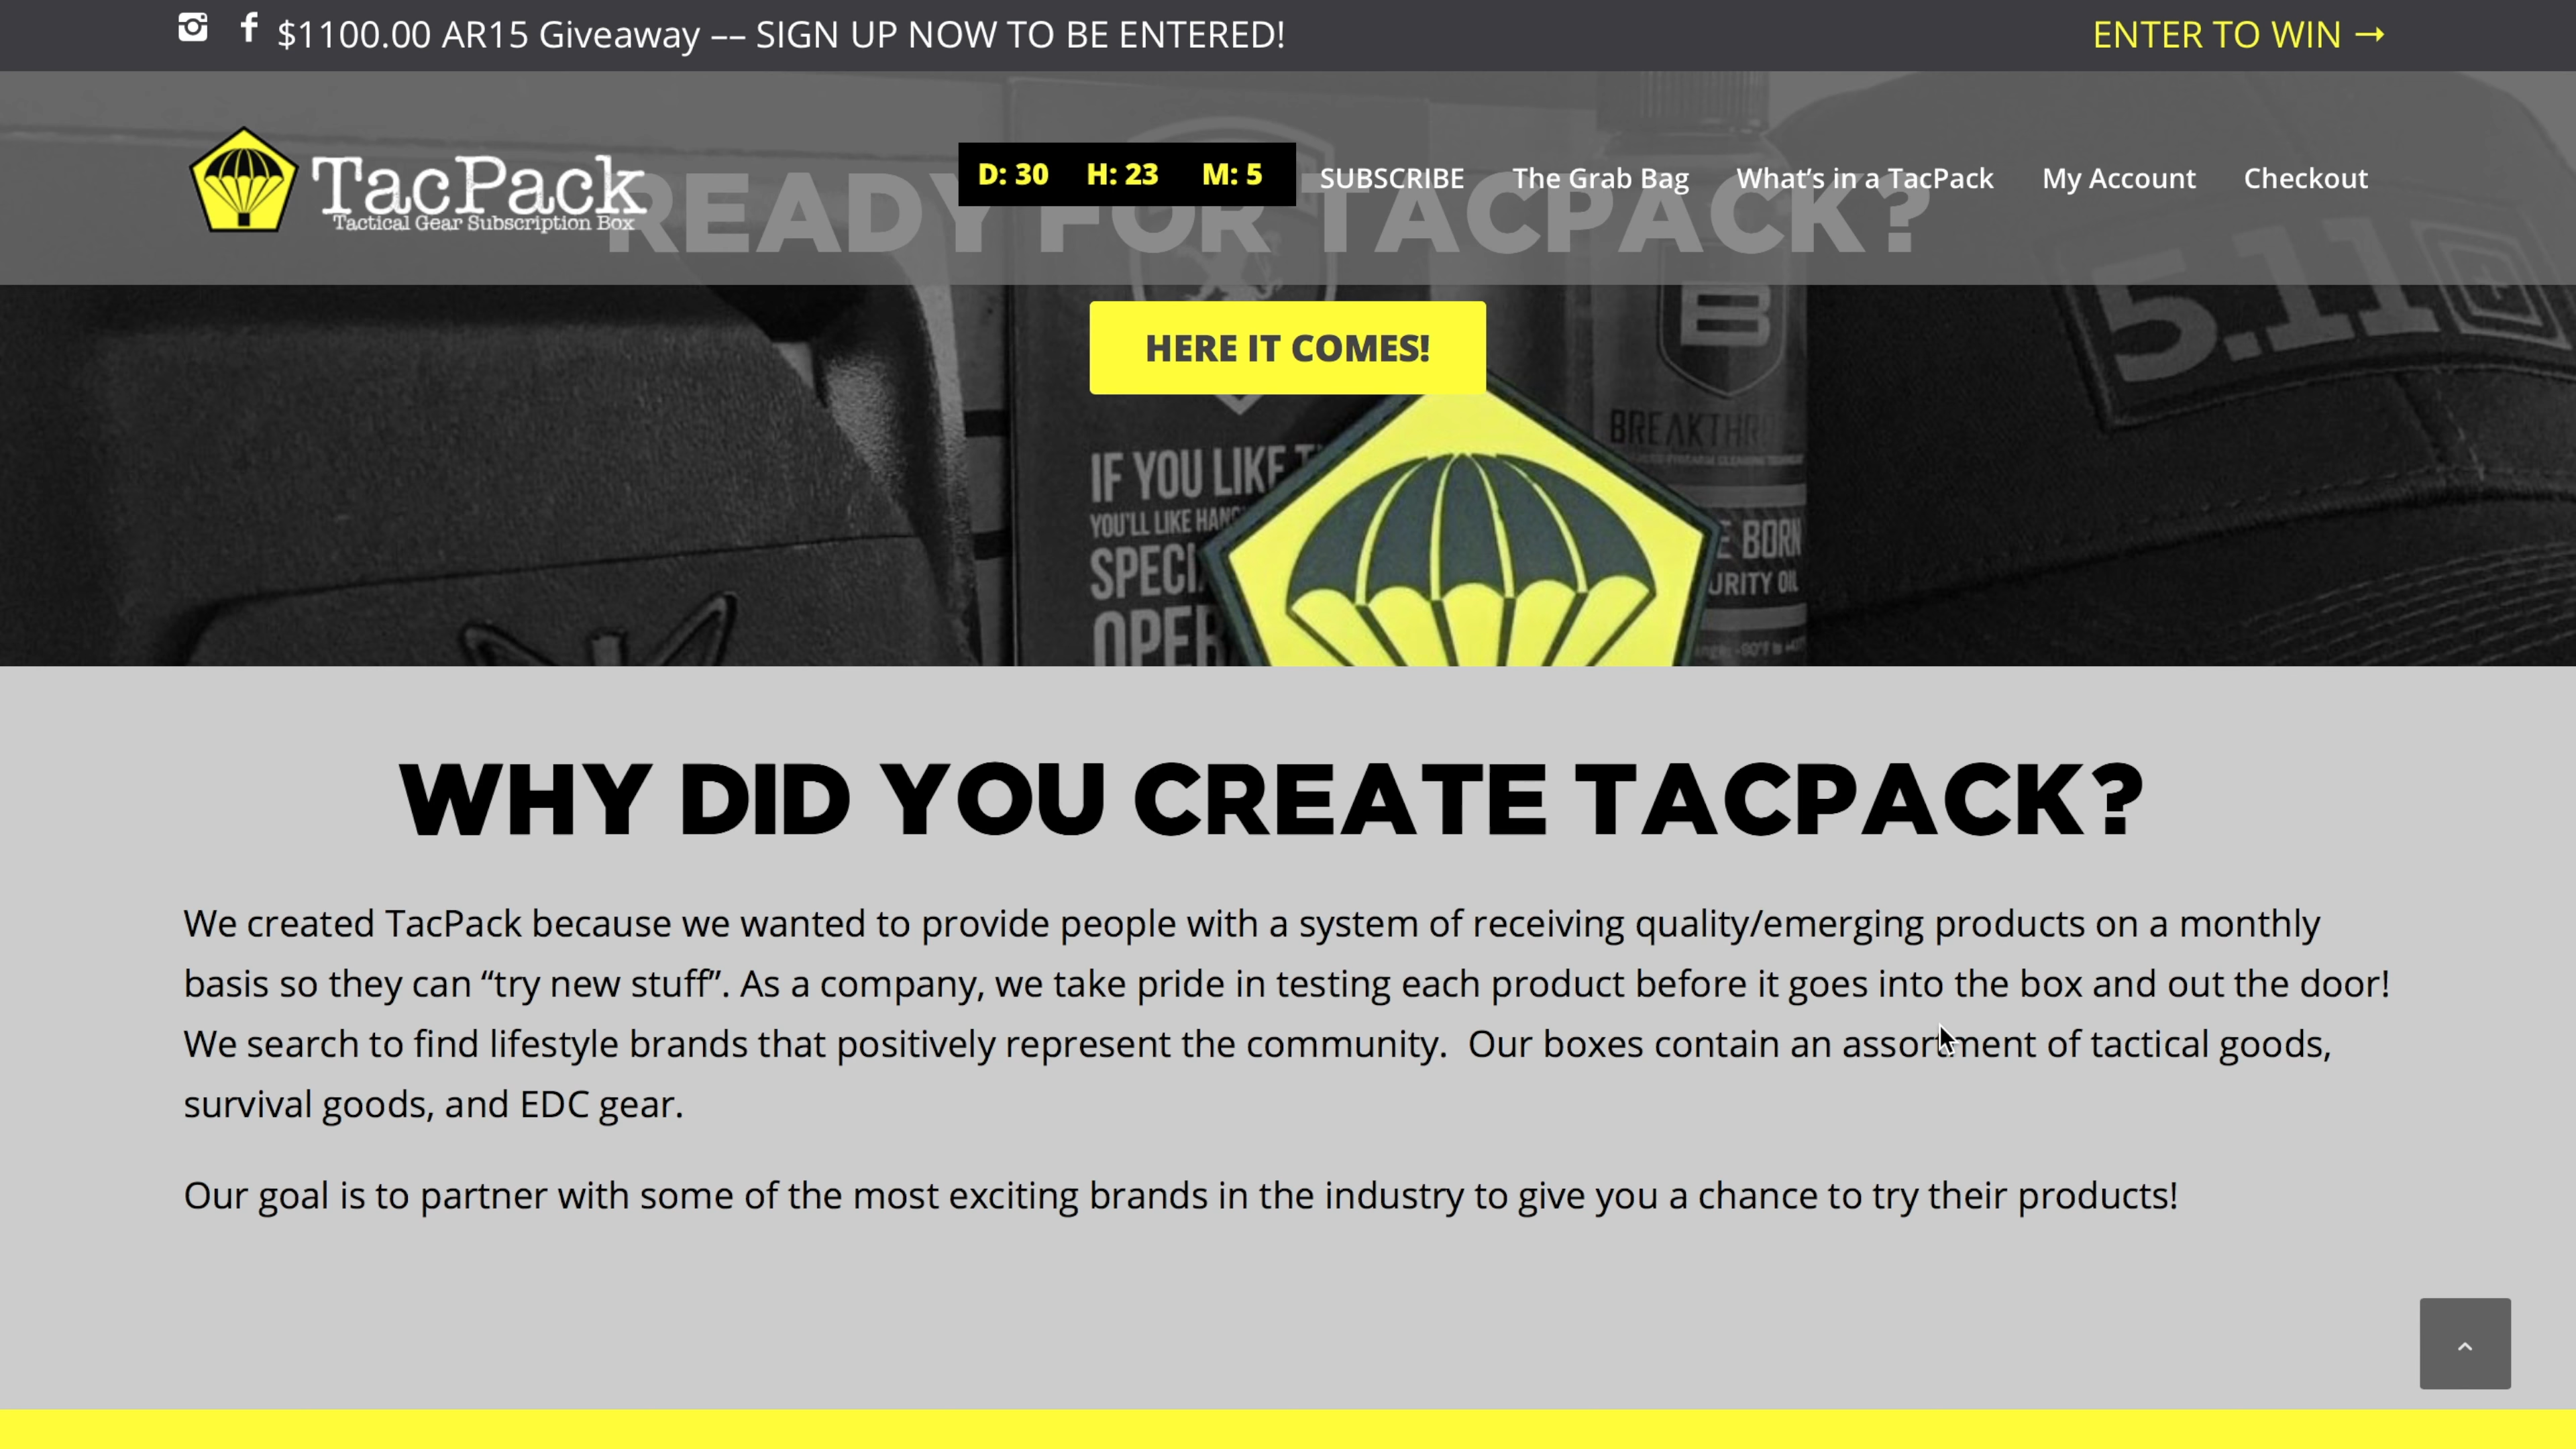 $1100.00 AR15 Giveaway –– SIGN UP NOW TO BE ENTERED!
ENTER TO WIN →
TacPack
Tactical Gear Subscription Box
D: 30 H: 23 M: 5
SUBSCRIBE
The Grab Bag
What's in a TacPack
My Account
Checkout
READY FOR TACPACK?
5.11
HERE IT COMES!
IF YOU LIKE
YOU'LL LIKE
BREAKTHR
BORN
URITY OIL
WHY DID YOU CREATE TACPACK?
We created TacPack because we wanted to provide people with a system of receiving quality/emerging products on a monthly
basis so they can “try new stuff”. As a company, we take pride in testing each product before it goes into the box and out the door!
We search to find lifestyle brands that positively represent the community.  Our boxes contain an assortment of tactical goods,
survival goods, and EDC gear.
Our goal is to partner with some of the most exciting brands in the industry to give you a chance to try their products!